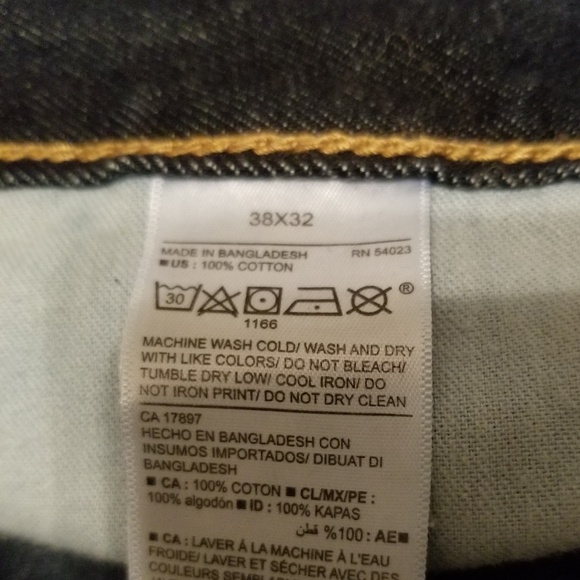 38X32
MADE IN BANGLADESH RN 54023
■ US : 100% COTTON
30 ®
1166
MACHINE WASH COLD/ WASH AND DRY
WITH LIKE COLORS/ DO NOT BLEACH/
TUMBLE DRY LOW/ COOL IRON/ DO
NOT IRON PRINT/ DO NOT DRY CLEAN
CA 17897
HECHO EN BANGLADESH CON
INSUMOS IMPORTADOS/ DIBUAT DI
BANGLADESH
■ CA : 100% COTON ■ CL/MX/PE :
100% algodón ■ ID : 100% KAPAS
قطن %100 : AE ■
■ CA : LAVER À LA MACHINE À L'EAU
FROIDE/ LAVER ET SÉCHER AVEC DES
COULEURS